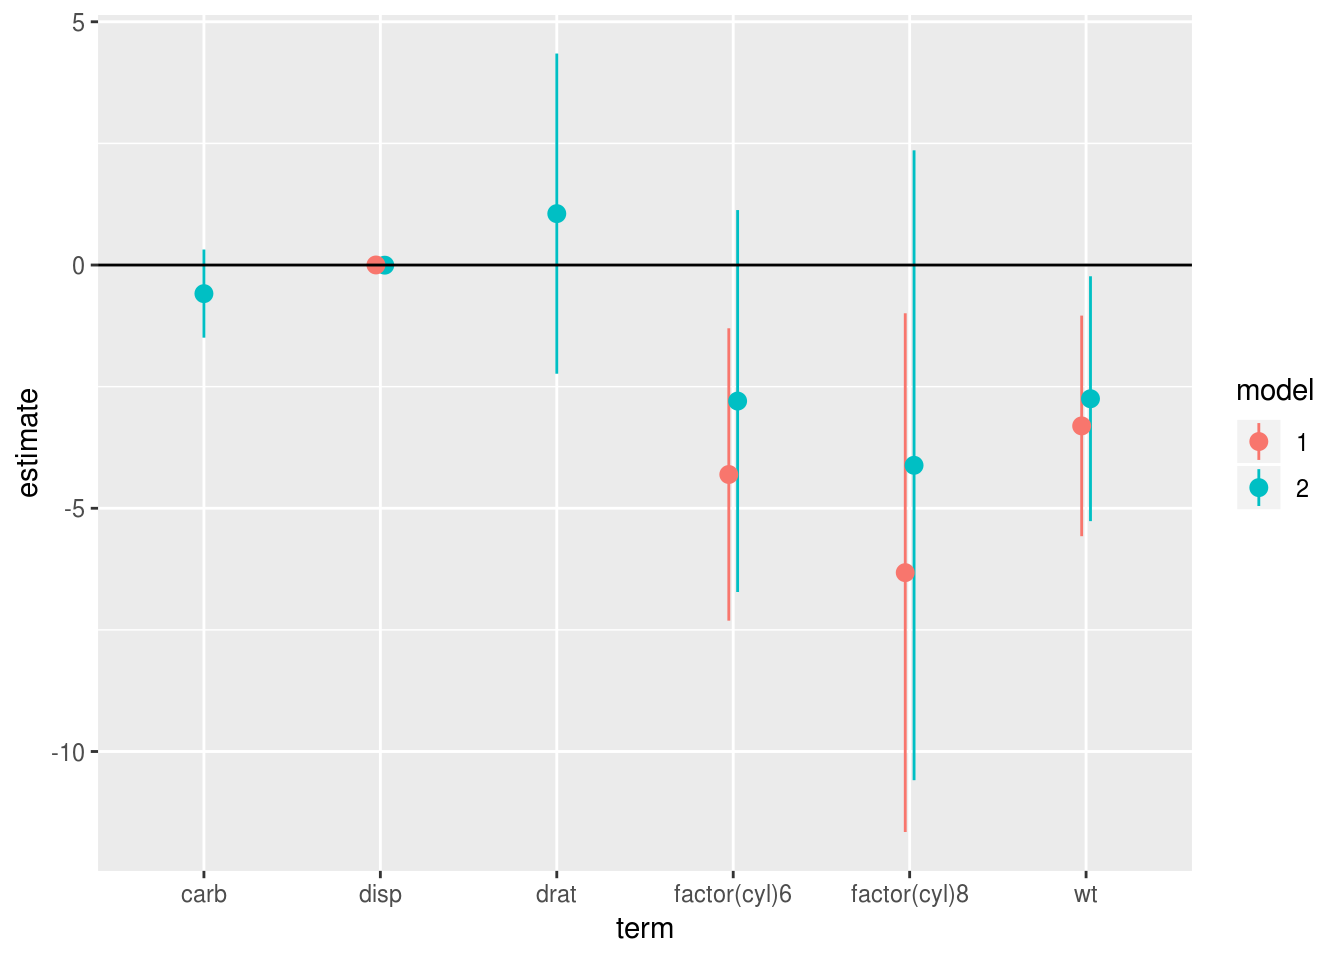 5
0
-5
-10
estimate
carb
disp
drat
factor(cyl)6
factor(cyl)8
wt
term
model
1
2